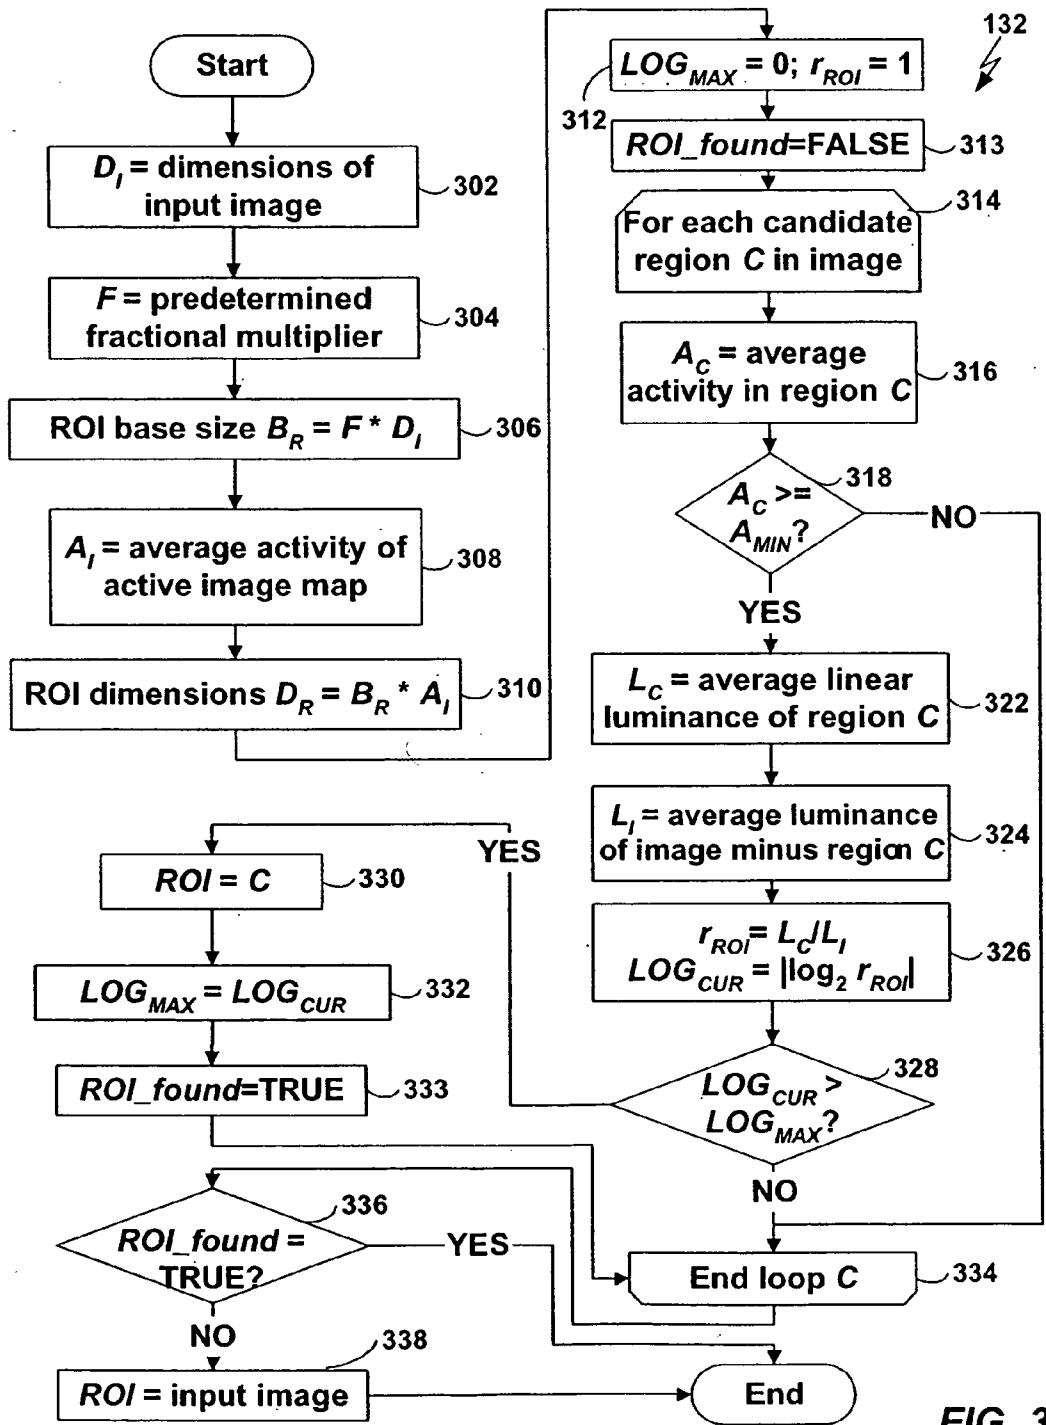 Start
D_I = dimensions of
input image
302
F = predetermined
fractional multiplier
304
ROI base size B_R = F * D_I
306
A_I = average activity of
active image map
308
ROI dimensions D_R = B_R * A_I
310
132
LOG_MAX = 0; r_ROI = 1
312
ROI_found=FALSE
313
314
For each candidate
region C in image
A_C = average
activity in region C
316
318
A_C >=
A_MIN?
NO
YES
L_C = average linear
luminance of region C
322
L_I = average luminance
of image minus region C
324
r_ROI = L_C/L_I
LOG_CUR = |log_2 r_ROI|
326
328
LOG_CUR >
LOG_MAX?
YES
NO
ROI = C
330
LOG_MAX = LOG_CUR
332
ROI_found=TRUE
333
End loop C
334
336
ROI_found =
TRUE?
YES
NO
338
ROI = input image
End
FIG. 3